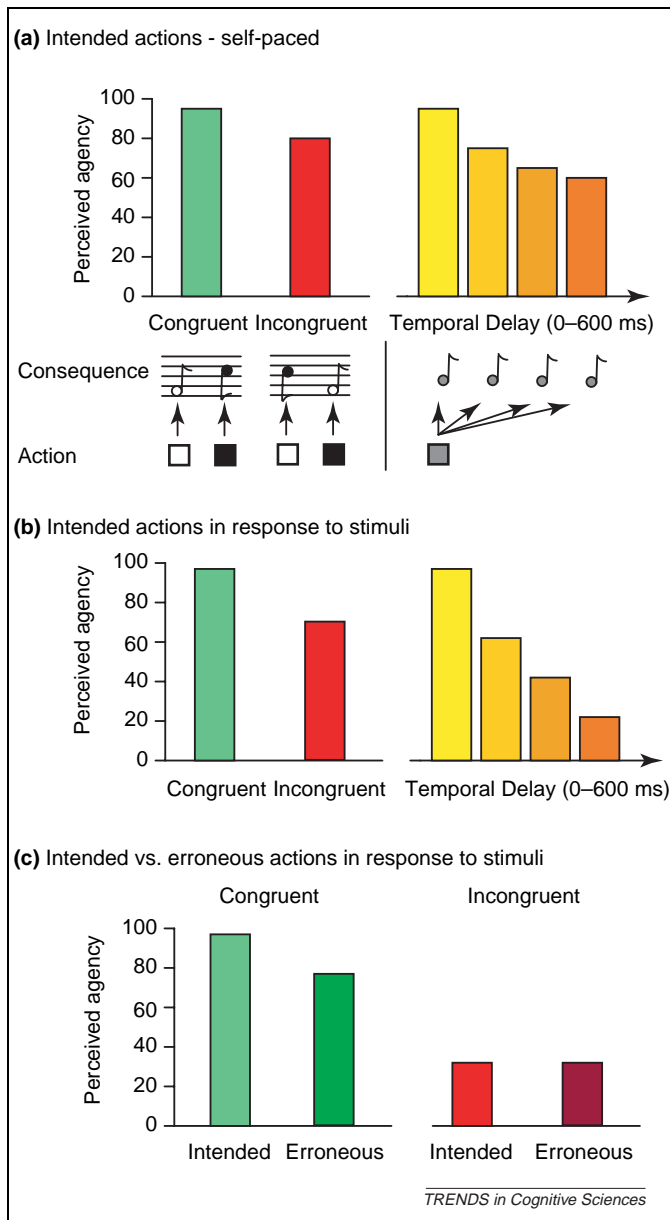 (a) Intended actions - self-paced
Perceived agency
100
80
60
40
20
0
Congruent Incongruent
Temporal Delay (0–600 ms)
Consequence
Action
(b) Intended actions in response to stimuli
Perceived agency
100
80
60
40
20
0
Congruent Incongruent
Temporal Delay (0–600 ms)
(c) Intended vs. erroneous actions in response to stimuli
Congruent
Incongruent
Perceived agency
100
80
60
40
20
0
Intended Erroneous
Intended Erroneous
TRENDS in Cognitive Sciences